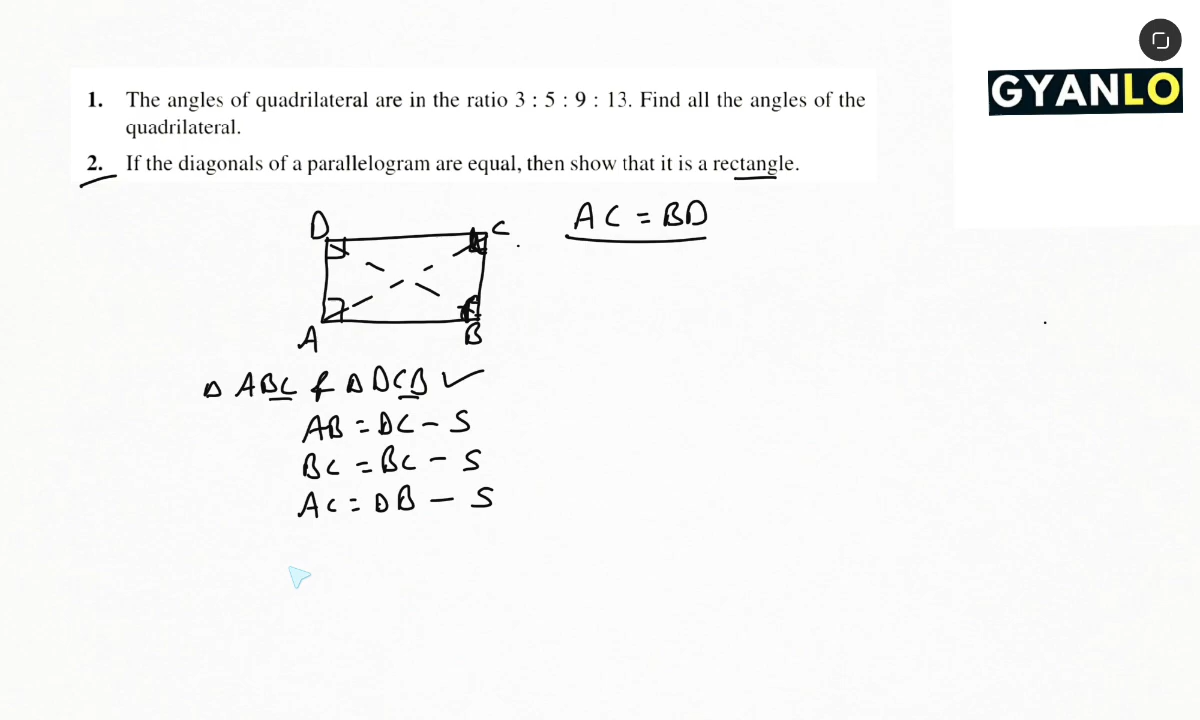 GYANLO
1. The angles of quadrilateral are in the ratio 3 : 5 : 9 : 13. Find all the angles of the
quadrilateral.
2. If the diagonals of a parallelogram are equal, then show that it is a rectangle.
D C
AC = BD
A B
Δ ABC & Δ DCB ✓
AB = DC - S
BC = BC - S
AC = DB - S